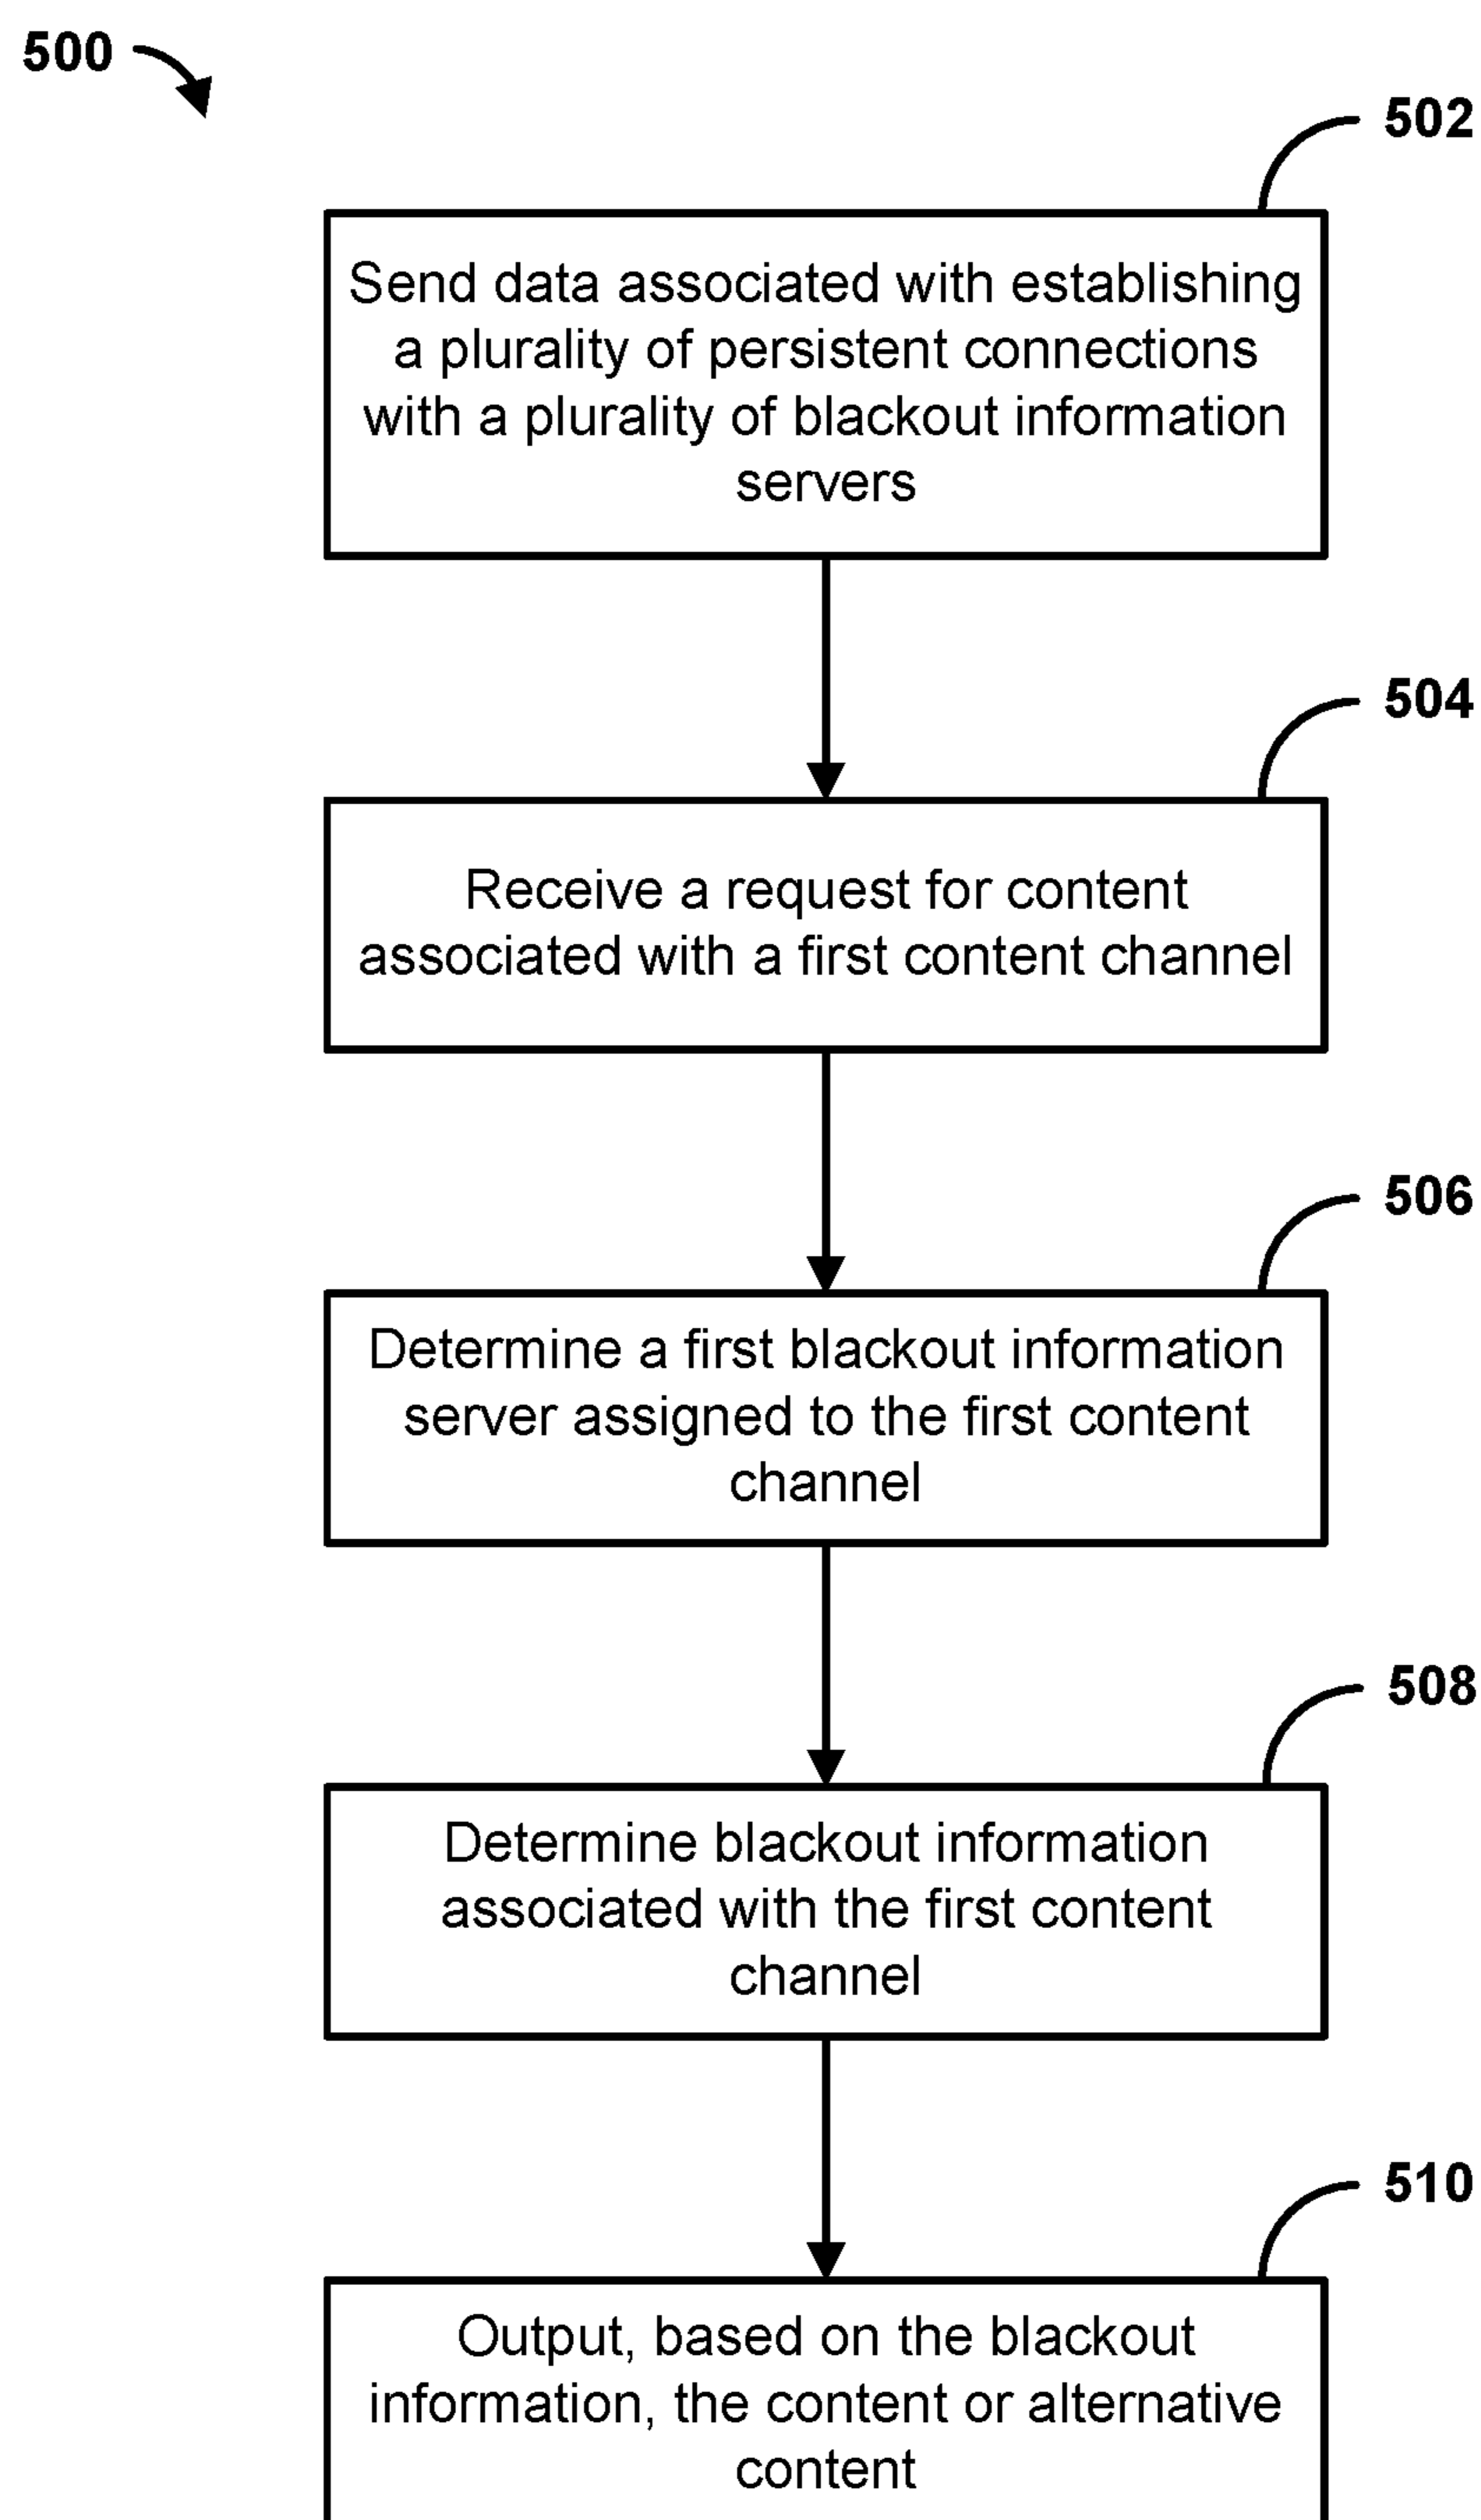 500
502
Send data associated with establishing
a plurality of persistent connections
with a plurality of blackout information
servers
504
Receive a request for content
associated with a first content channel
506
Determine a first blackout information
server assigned to the first content
channel
508
Determine blackout information
associated with the first content
channel
510
Output, based on the blackout
information, the content or alternative
content